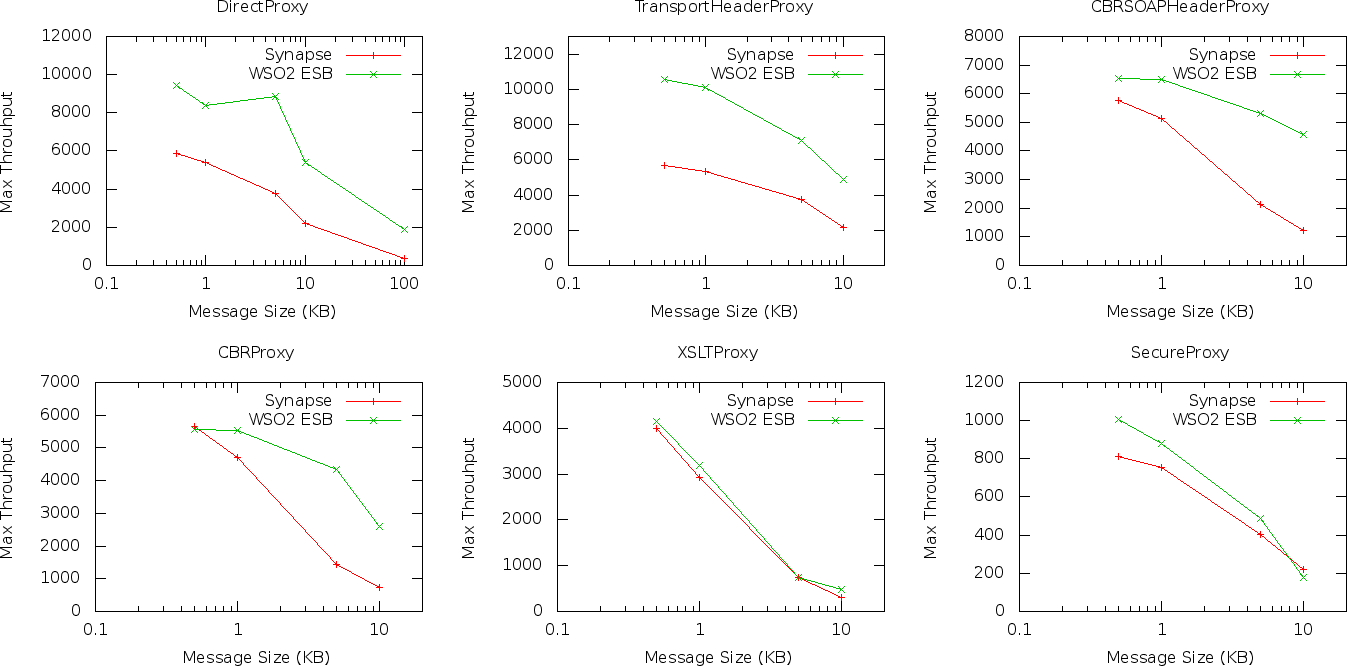 DirectProxy
Max Throuhput
12000
10000
8000
6000
4000
2000
0
Synapse
WSO2 ESB
0.1 1 10 100
Message Size (KB)
TransportHeaderProxy
Max Throuhput
12000
10000
8000
6000
4000
2000
0
Synapse
WSO2 ESB
0.1 1 10
Message Size (KB)
CBRSOAPHeaderProxy
Max Throuhput
8000
7000
6000
5000
4000
3000
2000
1000
0
Synapse
WSO2 ESB
0.1 1 10
Message Size (KB)
CBRProxy
Max Throuhput
7000
6000
5000
4000
3000
2000
1000
0
Synapse
WSO2 ESB
0.1 1 10
Message Size (KB)
XSLTProxy
Max Throuhput
5000
4000
3000
2000
1000
0
Synapse
WSO2 ESB
0.1 1 10
Message Size (KB)
SecureProxy
Max Throuhput
1200
1000
800
600
400
200
0
Synapse
WSO2 ESB
0.1 1 10
Message Size (KB)